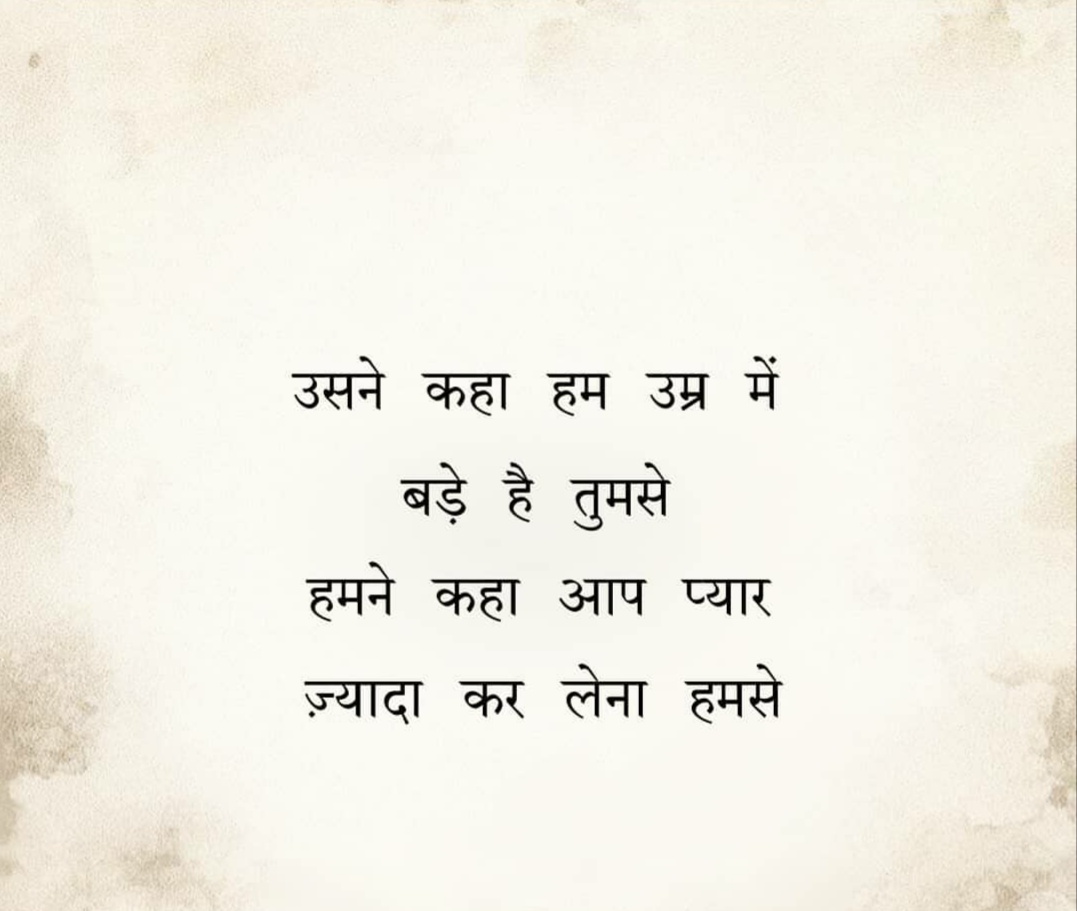 उसने कहा हम उम्र में
बड़े है तुमसे
हमने कहा आप प्यार
ज़्यादा कर लेना हमसे